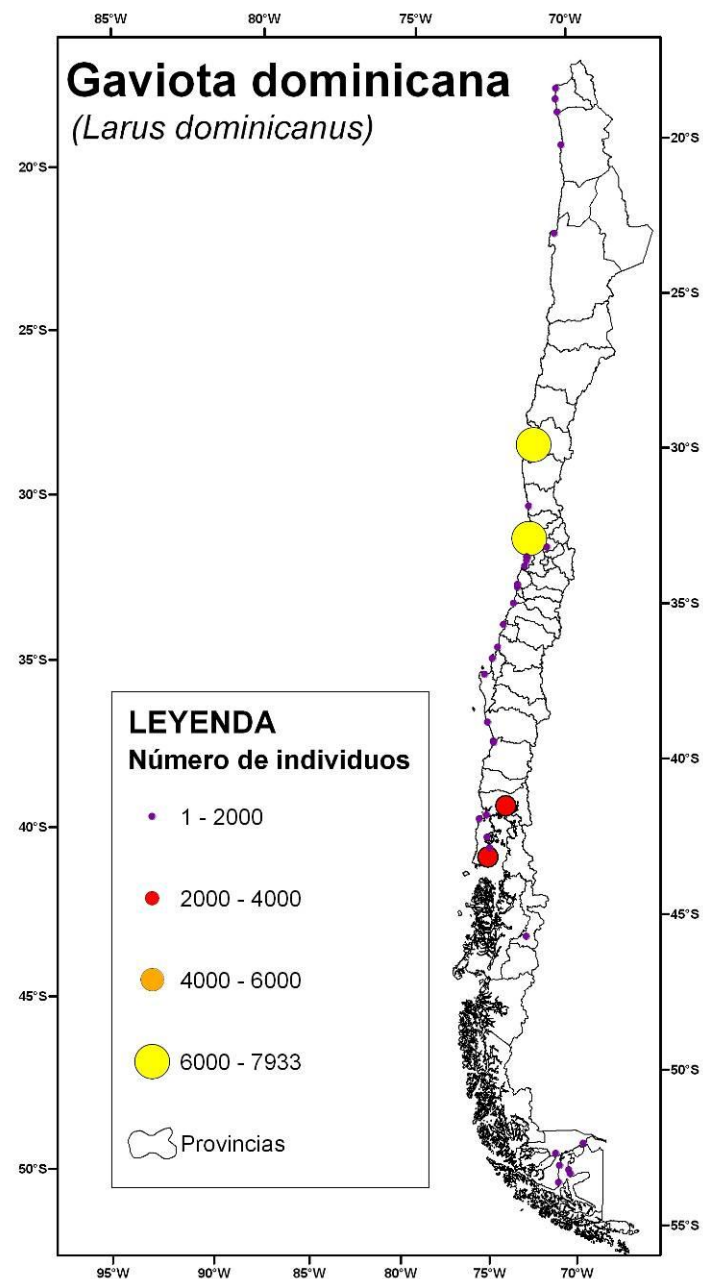 85°W 80°W 75°W 70°W
Gaviota dominicana
(Larus dominicanus)
20°S
20°S
25°S
25°S
30°S
30°S
35°S
35°S
LEYENDA
Número de individuos
40°S
1 - 2000
40°S
2000 - 4000
45°S
4000 - 6000
45°S
6000 - 7933
50°S
Provincias
50°S
55°S
95°W 90°W 85°W 80°W 75°W 70°W